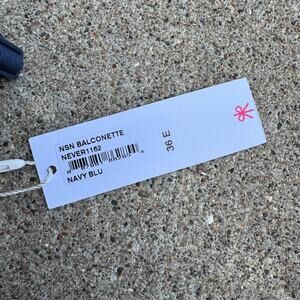 NSN BALCONETTE
NEVER1162
NAVY BLU
36 E